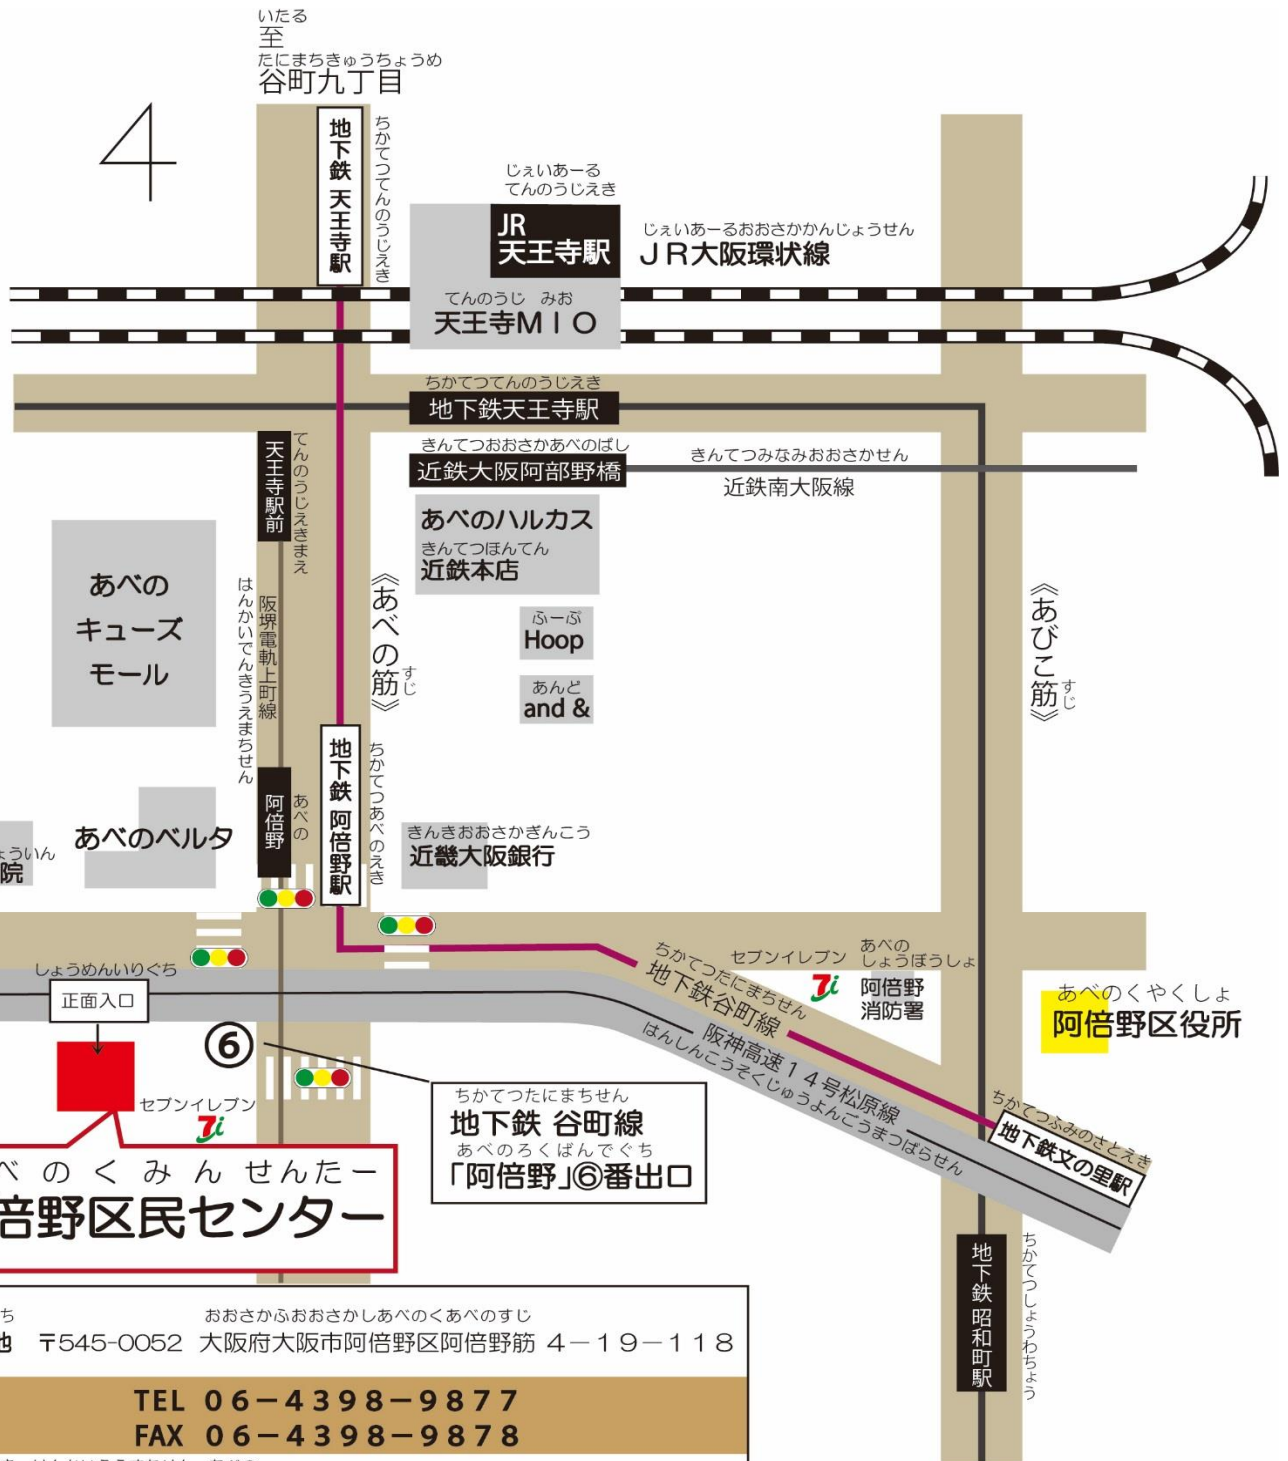 いたる
至
たにまちきゅうちょうめ
谷町九丁目
地下鉄 天王寺駅
ちかてつてんのうじえき
じぇいあーる
てんのうじえき
JR
天王寺駅
じぇいあーるおおさかかんじょうせん
JR大阪環状線
てんのうじ みお
天王寺MIO
ちかてつてんのうじえき
地下鉄天王寺駅
きんてつおおさかあべのばし
近鉄大阪阿部野橋
きんてつみなみおおさかせん
近鉄南大阪線
天王寺駅前
てんのうじえきまえ
あべのハルカス
きんてつほんてん
近鉄本店
あべの
キューズ
モール
はんかいでんきうえまちせん
阪堺電軌上町線
《あべの筋》
すじ
ふーぷ
Hoop
あんど
and &
《あびこ筋》
すじ
地下鉄 阿倍野駅
ちかてつあべのえき
阿倍野
あべの
あべのベルタ
ょういん
院
きんきおおさかぎんこう
近畿大阪銀行
しょうめんいりぐち
正面入口
ちかてつたにまちせん
地下鉄谷町線
セブンイレブン
7i
あべの
しょうぼうしょ
阿倍野
消防署
あべのくやくしょ
阿倍野区役所
阪神高速14号松原線
はんしんこうそくじゅうよんごうまつばらせん
⑥
セブンイレブン
7i
ちかてつたにまちせん
地下鉄 谷町線
あべのろくばんでぐち
「阿倍野」⑥番出口
ちかてつふみのさとえき
地下鉄文の里駅
べのくみんせんたー
倍野区民センター
地下鉄 昭和町駅
ちかてつしょうわちょう
ち
地 〒545-0052
おおさかふおおさかしあべのくあべのすじ
大阪府大阪市阿倍野区阿倍野筋 4－19－118
TEL 06－4398－9877
FAX 06－4398－9878